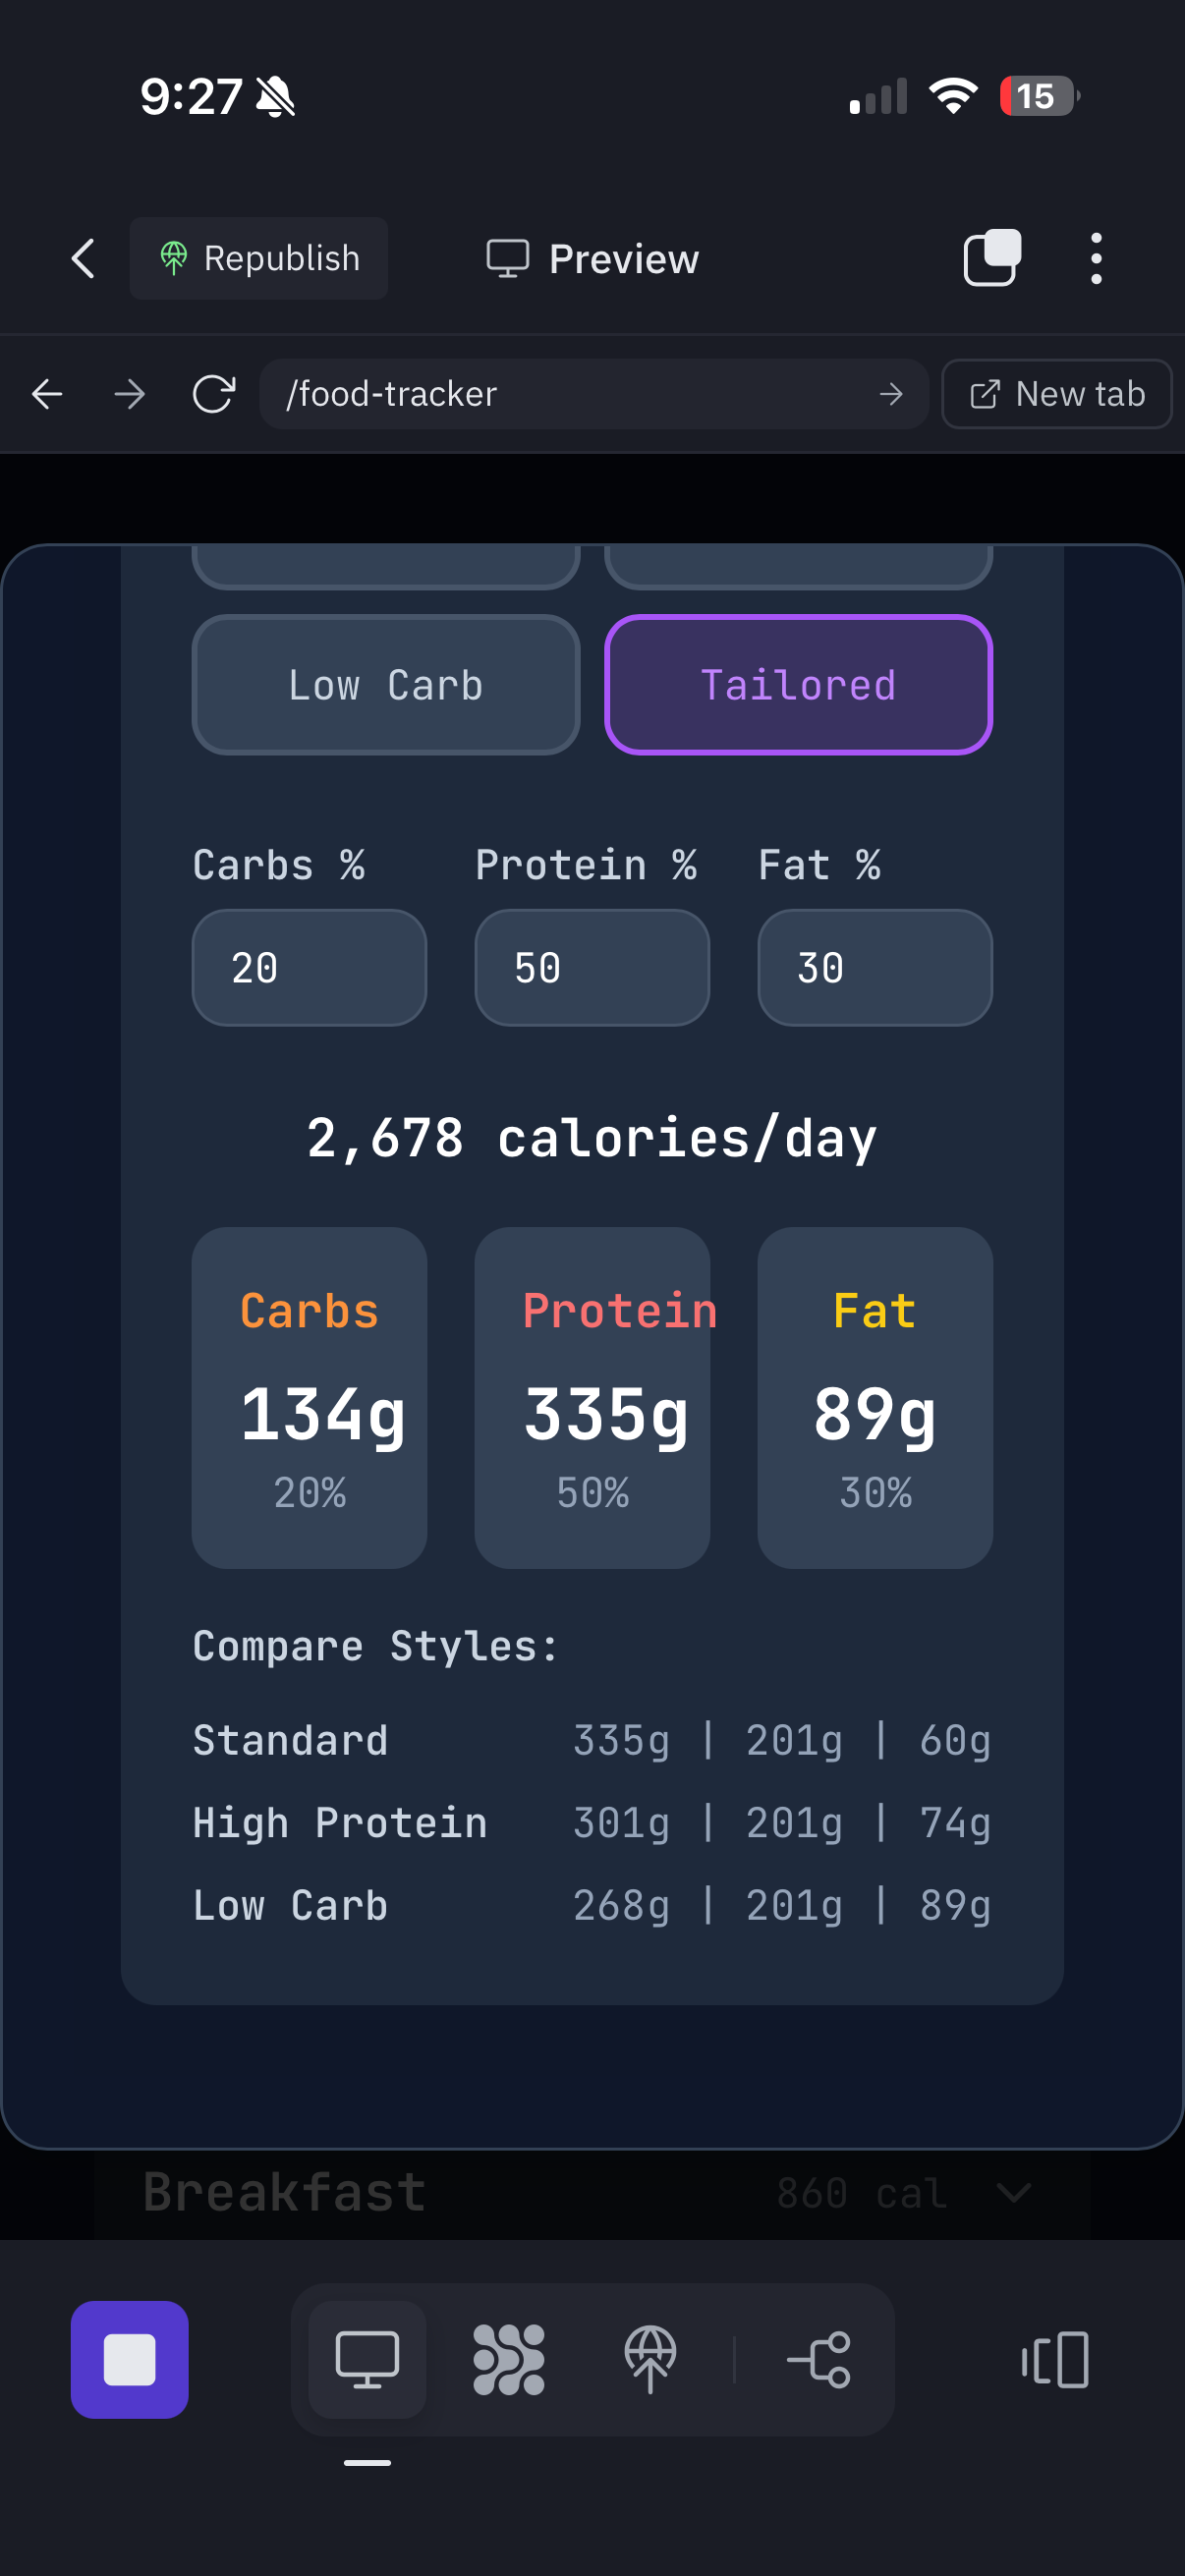 9:27
15
Republish
Preview
/food-tracker
New tab
Low Carb
Tailored
Carbs %
Protein %
Fat %
20
50
30
2,678 calories/day
Carbs
Protein
Fat
134g
335g
89g
20%
50%
30%
Compare Styles:
Standard 335g | 201g | 60g
High Protein 301g | 201g | 74g
Low Carb 268g | 201g | 89g
Breakfast 860 cal